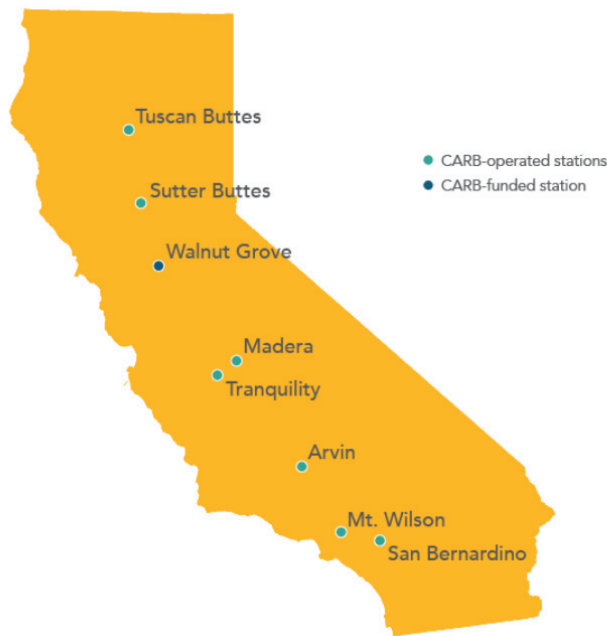 Tuscan Buttes
CARB-operated stations
CARB-funded station
Sutter Buttes
Walnut Grove
Madera
Tranquility
Arvin
Mt. Wilson
San Bernardino